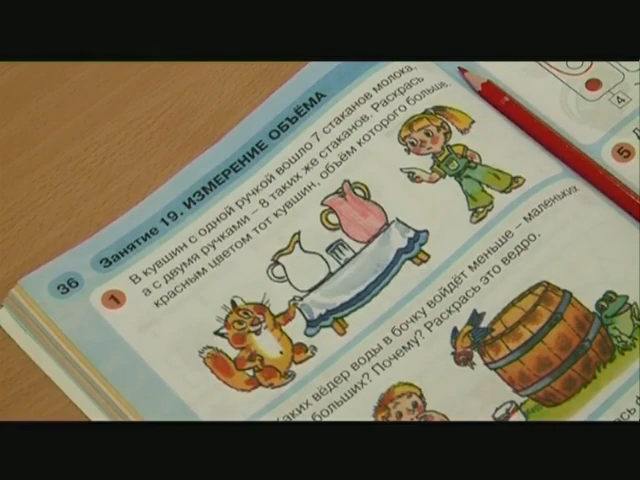 36
Занятие 19. ИЗМЕРЕНИЕ ОБЪЁМА
1
В кувшин с одной ручкой вошло 7 стаканов молока,
а с двумя ручками – 8 таких же стаканов. Раскрась
красным цветом тот кувшин, объём которого больше.
вёдер воды в бочку войдёт меньше – маленьких
больших? Почему? Раскрась это ведро.
4
5